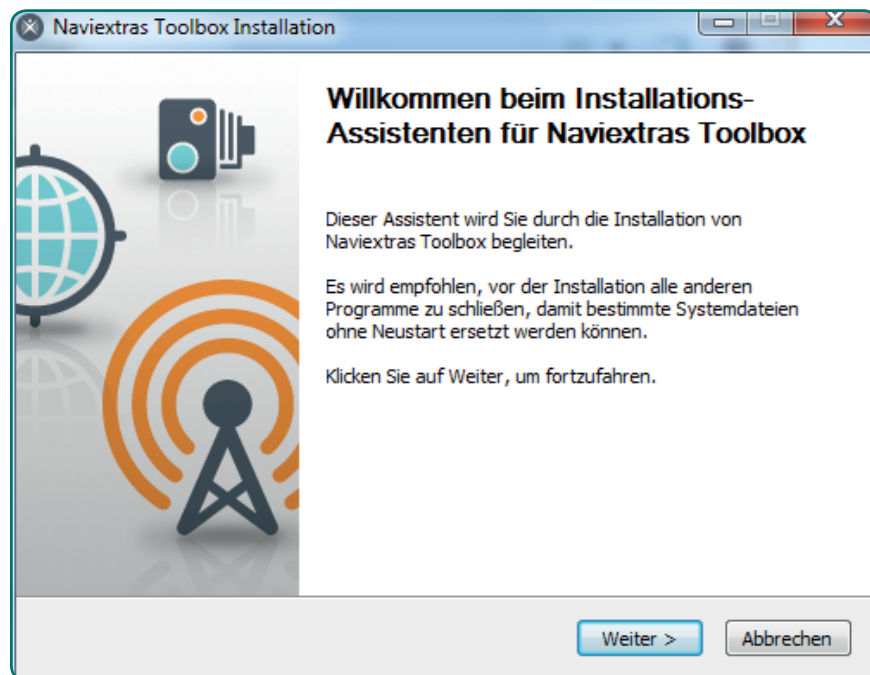 Naviextras Toolbox Installation
Willkommen beim Installations-
Assistenten für Naviextras Toolbox
Dieser Assistent wird Sie durch die Installation von
Naviextras Toolbox begleiten.
Es wird empfohlen, vor der Installation alle anderen
Programme zu schließen, damit bestimmte Systemdateien
ohne Neustart ersetzt werden können.
Klicken Sie auf Weiter, um fortzufahren.
Weiter >
Abbrechen